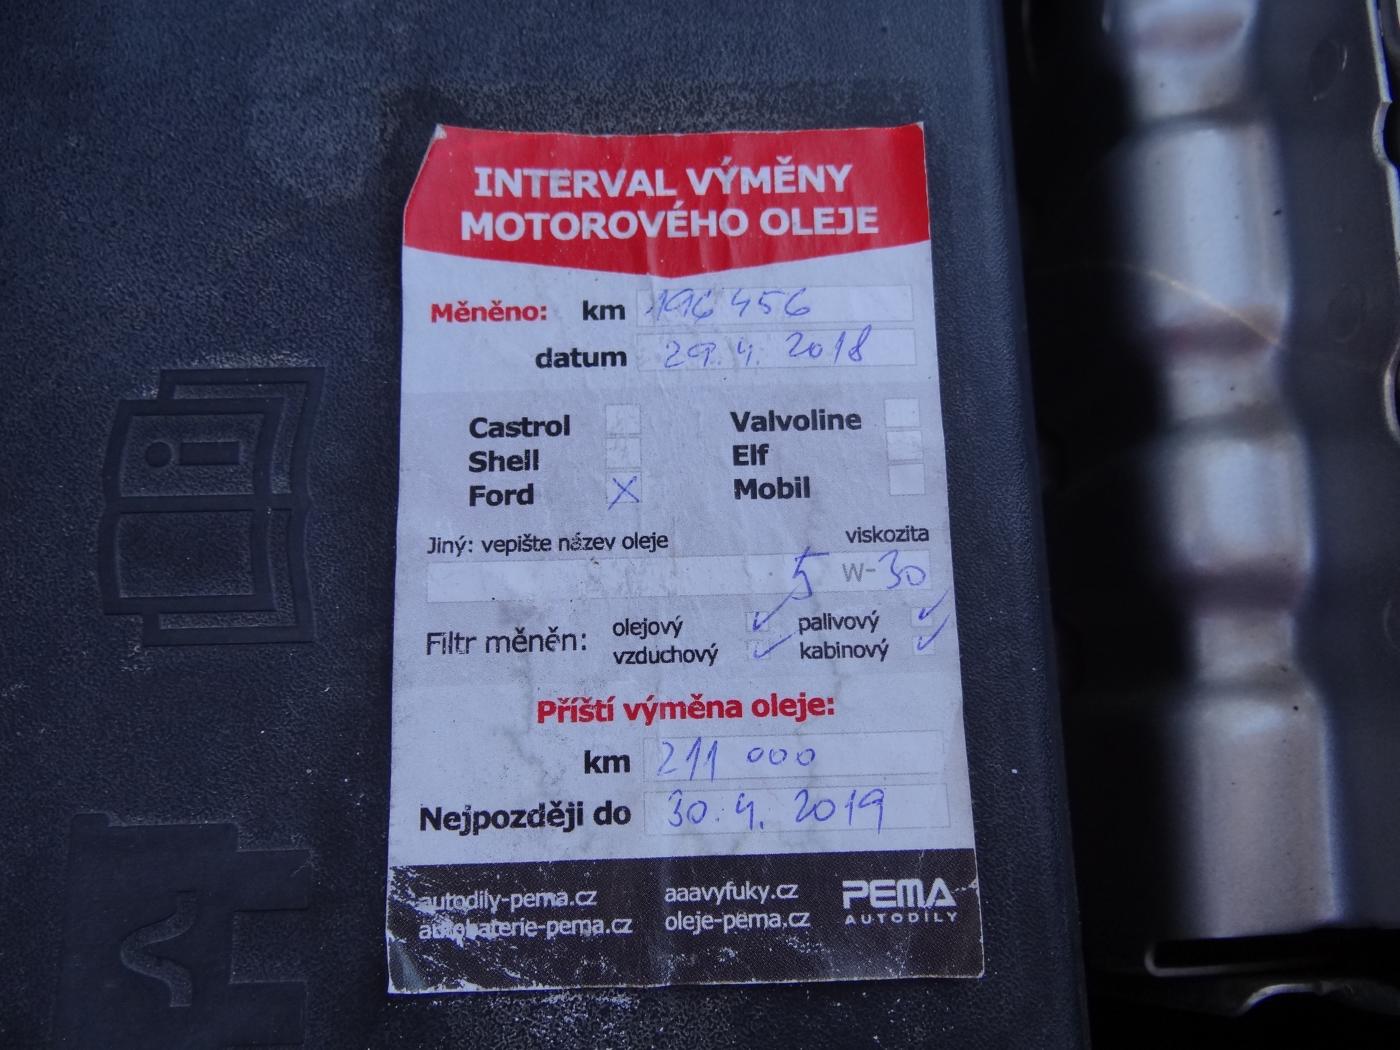 INTERVAL VÝMĚNY
MOTOROVÉHO OLEJE
Měněno: km 196 456
datum 29.4. 2018
Castrol Valvoline
Shell Elf
Ford X Mobil
Jiný: vepište název oleje viskozita
5 W-30
Filtr měněn: olejový ✓ palivový ✓
vzduchový ✓ kabinový ✓
Příští výměna oleje:
km 211 000
Nejpozději do 30.4. 2019
autodily-pema.cz aaavyfuky.cz PEMA
autobaterie-pema.cz oleje-pema.cz AUTODÍLY